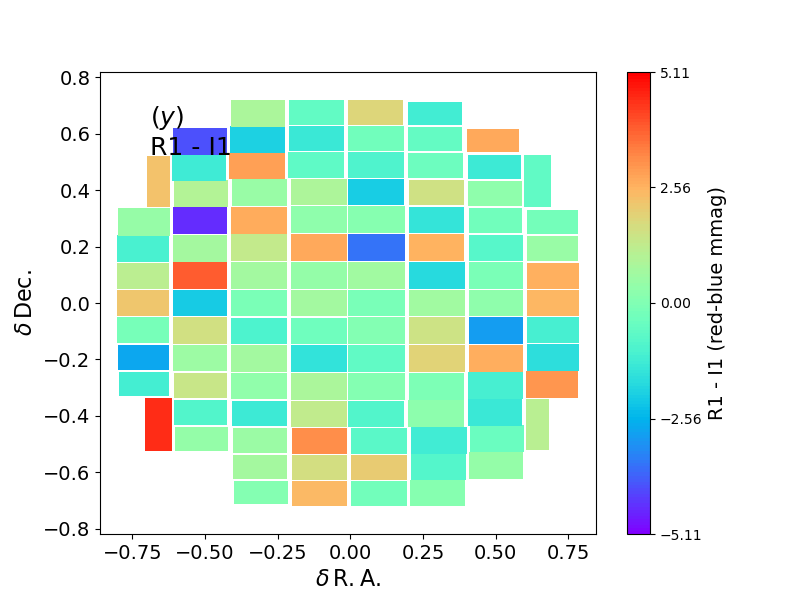 (y)
R1 - I1
0.8
0.6
0.4
0.2
0.0
−0.2
−0.4
−0.6
−0.8
δ Dec.
−0.75 −0.50 −0.25 0.00 0.25 0.50 0.75
δ R. A.
5.11
2.56
0.00
−2.56
−5.11
R1 - I1 (red-blue mmag)